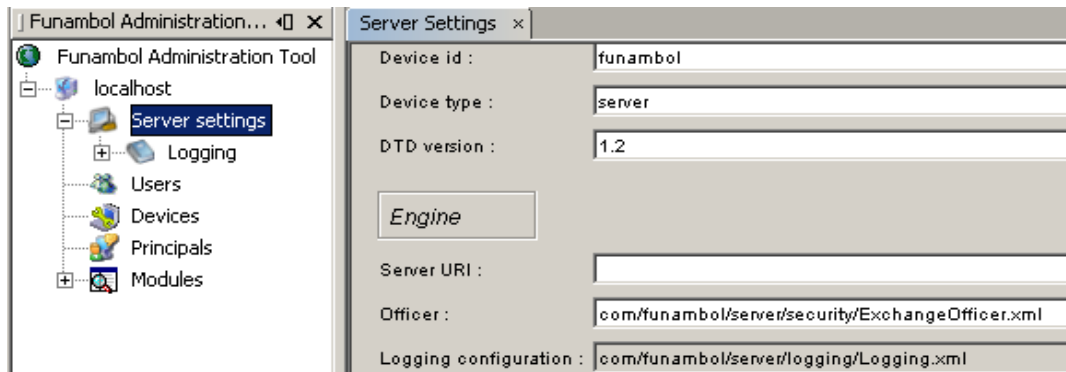 Funambol Administration...
Funambol Administration Tool
localhost
Server settings
Logging
Users
Devices
Principals
Modules
Server Settings ×
Device id : funambol
Device type : server
DTD version : 1.2
Engine
Server URI :
Officer : com/funambol/server/security/ExchangeOfficer.xml
Logging configuration : com/funambol/server/logging/Logging.xml